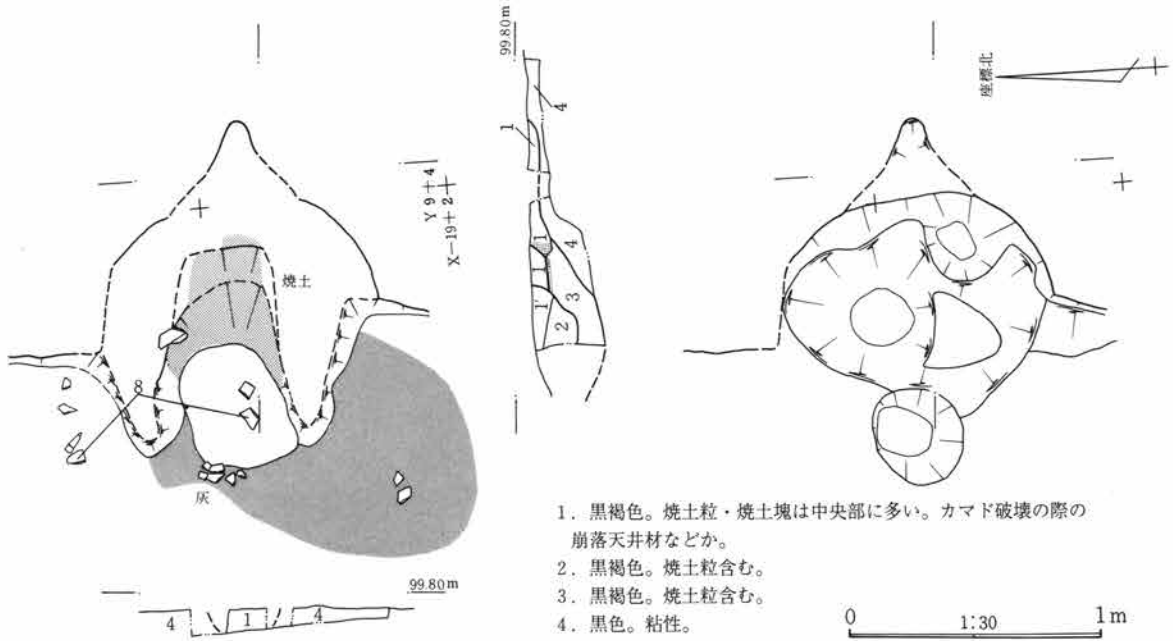 99.80m
座標北
4
1
Y 9+4
X-19+2
焼土
1
4
3
1'
2
8
灰
99.80m
4
1
4
1. 黒褐色。焼土粒・焼土塊は中央部に多い。カマド破壊の際の
崩落天井材などか。
2. 黒褐色。焼土粒含む。
3. 黒褐色。焼土粒含む。
4. 黒色。粘性。
0 1:30 1m